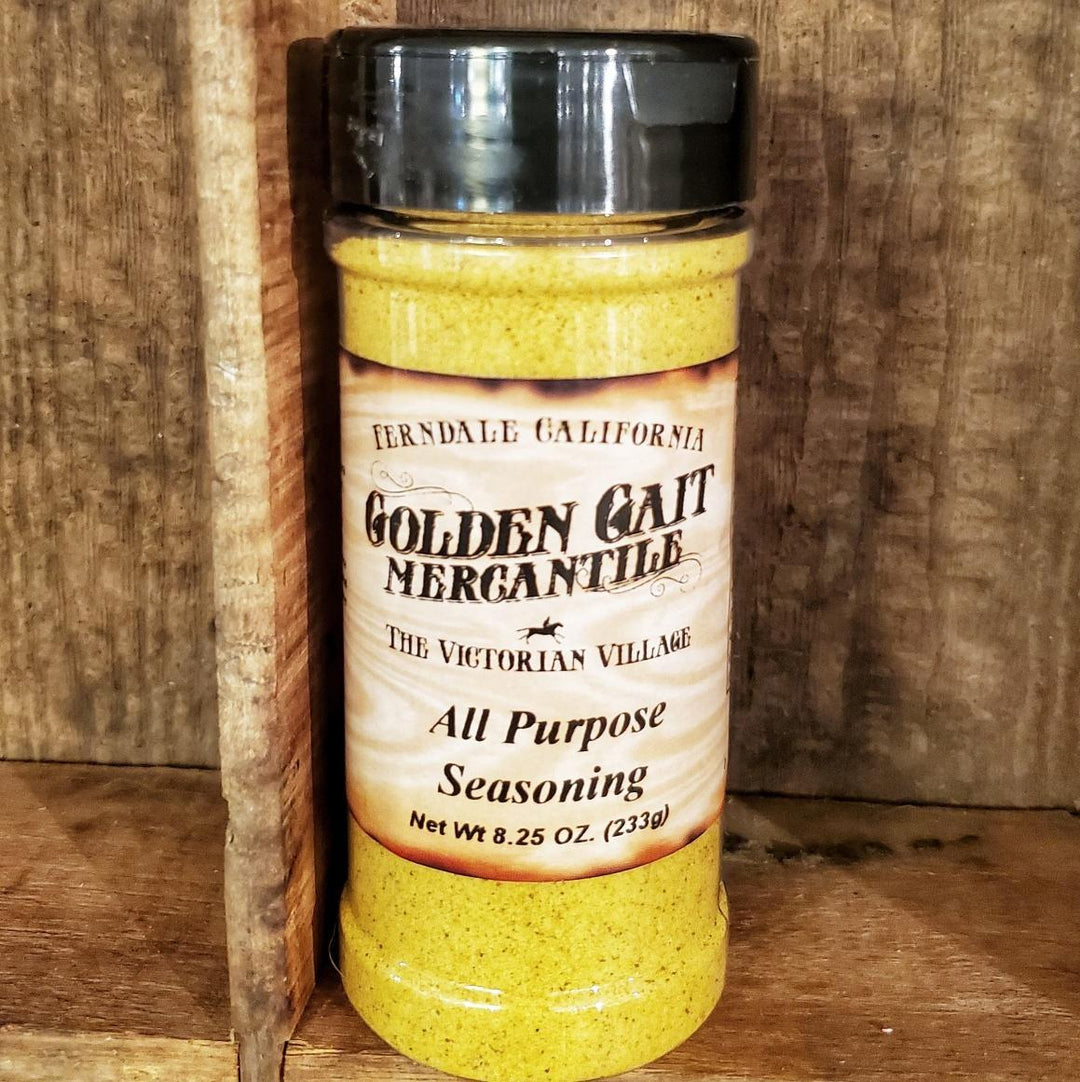 FERNDALE CALIFORNIA
GOLDEN GAIT
MERCANTILE
THE VICTORIAN VILLAGE
All Purpose
Seasoning
Net Wt 8.25 OZ. (233g)